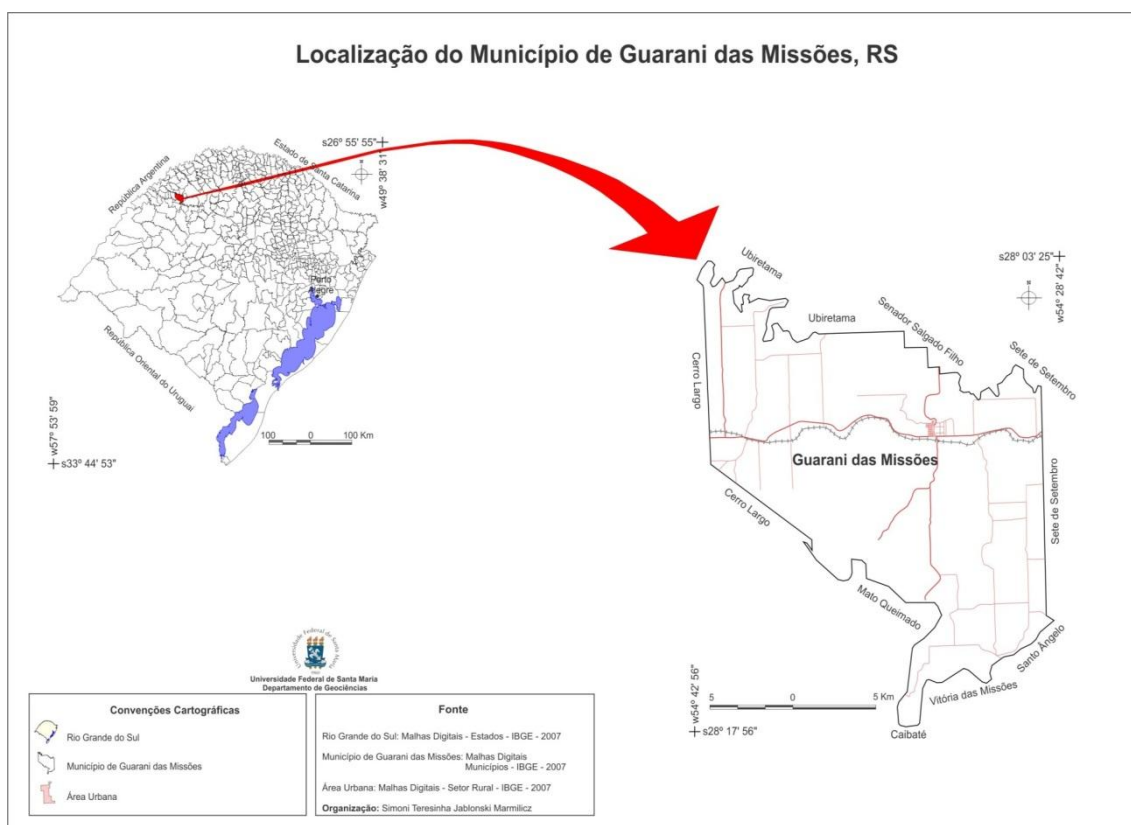 Localização do Município de Guarani das Missões, RS
República Argentina
Estado de Santa Catarina
s26º 55' 55"
w49º 38' 31"
Porto
Alegre
República Oriental do Uruguai
w57º 53' 59"
s33º 44' 53"
100 0 100 Km
s28º 03' 25"
w54º 28' 42"
Ubiretama
Ubiretama
Senador Salgado Filho
Sete de Setembro
Cerro Largo
Guarani das Missões
Cerro Largo
Sete de Setembro
Mato Queimado
Santo Ângelo
Vitória das Missões
Caibaté
5 0 5 Km
w54º 42' 56"
s28º 17' 56"
Universidade Federal de Santa Maria
1960
Universidade Federal de Santa Maria
Departamento de Geociências
Convenções Cartográficas
Rio Grande do Sul
Município de Guarani das Missões
Área Urbana
Fonte
Rio Grande do Sul: Malhas Digitais - Estados - IBGE - 2007
Município de Guarani das Missões: Malhas Digitais
Municípios - IBGE - 2007
Área Urbana: Malhas Digitais - Setor Rural - IBGE - 2007
Organização: Simoni Teresinha Jablonski Marmilicz